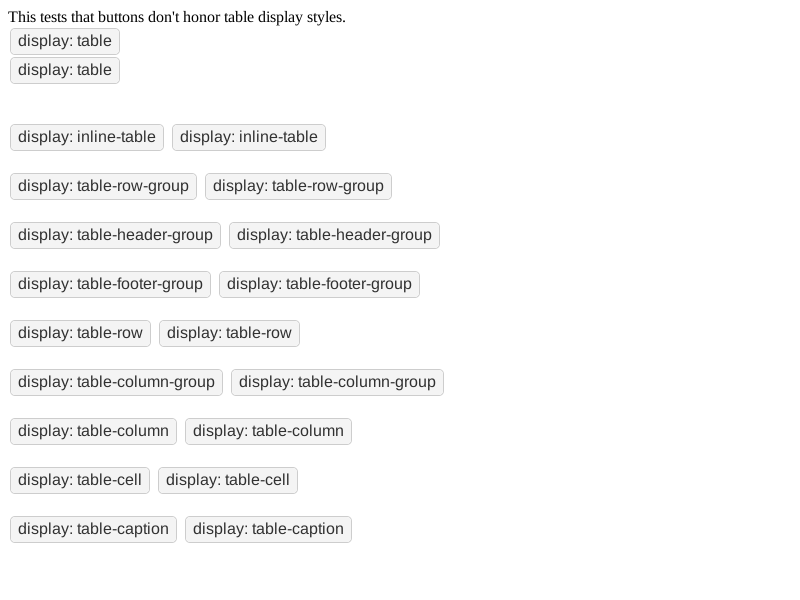 This tests that buttons don't honor table display styles.
display: table
display: table
display: inline-table display: inline-table
display: table-row-group display: table-row-group
display: table-header-group display: table-header-group
display: table-footer-group display: table-footer-group
display: table-row display: table-row
display: table-column-group display: table-column-group
display: table-column display: table-column
display: table-cell display: table-cell
display: table-caption display: table-caption